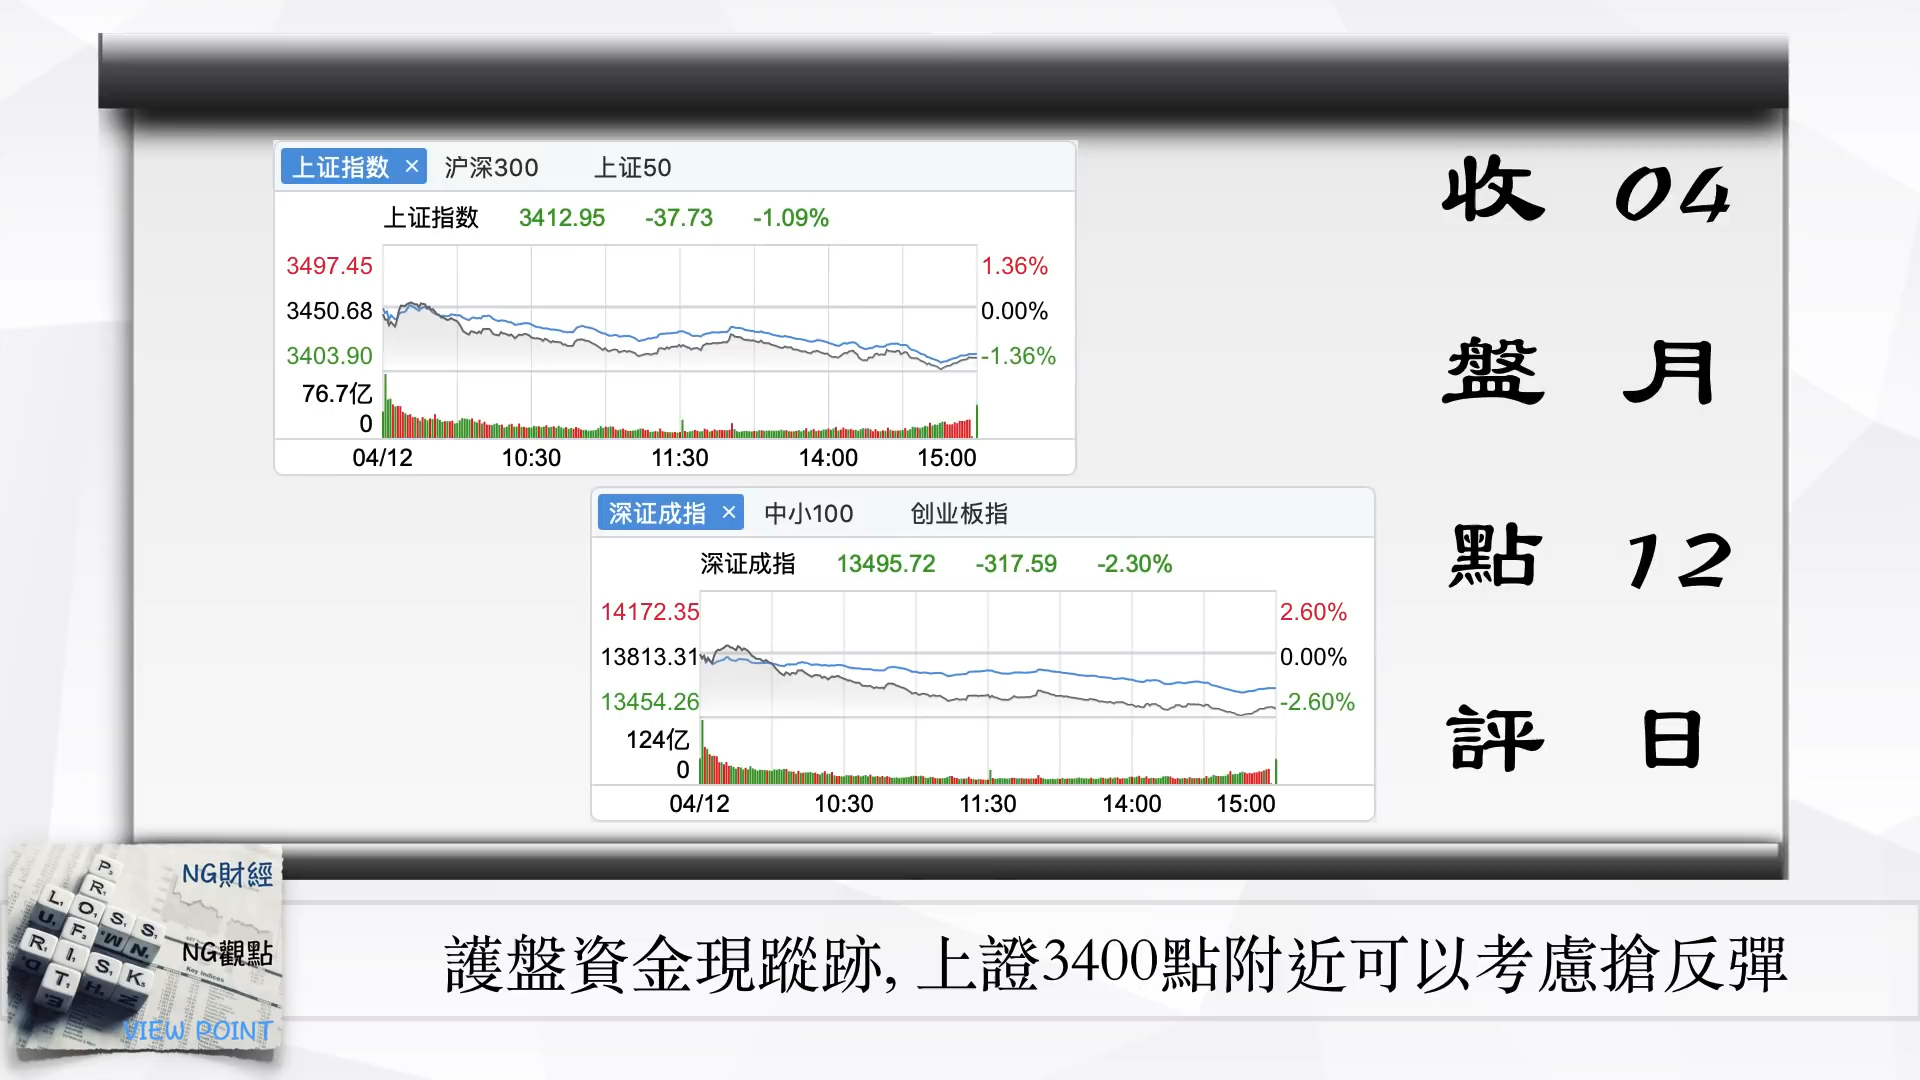 上证指数 × 沪深300 上证50
上证指数 3412.95 -37.73 -1.09%
3497.45 1.36%
3450.68 0.00%
3403.90 -1.36%
76.7亿
0
04/12 10:30 11:30 14:00 15:00
深证成指 × 中小100 创业板指
深证成指 13495.72 -317.59 -2.30%
14172.35 2.60%
13813.31 0.00%
13454.26 -2.60%
124亿
0
04/12 10:30 11:30 14:00 15:00
04月12日
收盤點評
NG財經
NG觀點
VIEW POINT
PROFIT
LOSS
RISK
護盤資金現蹤跡, 上證3400點附近可以考慮搶反彈